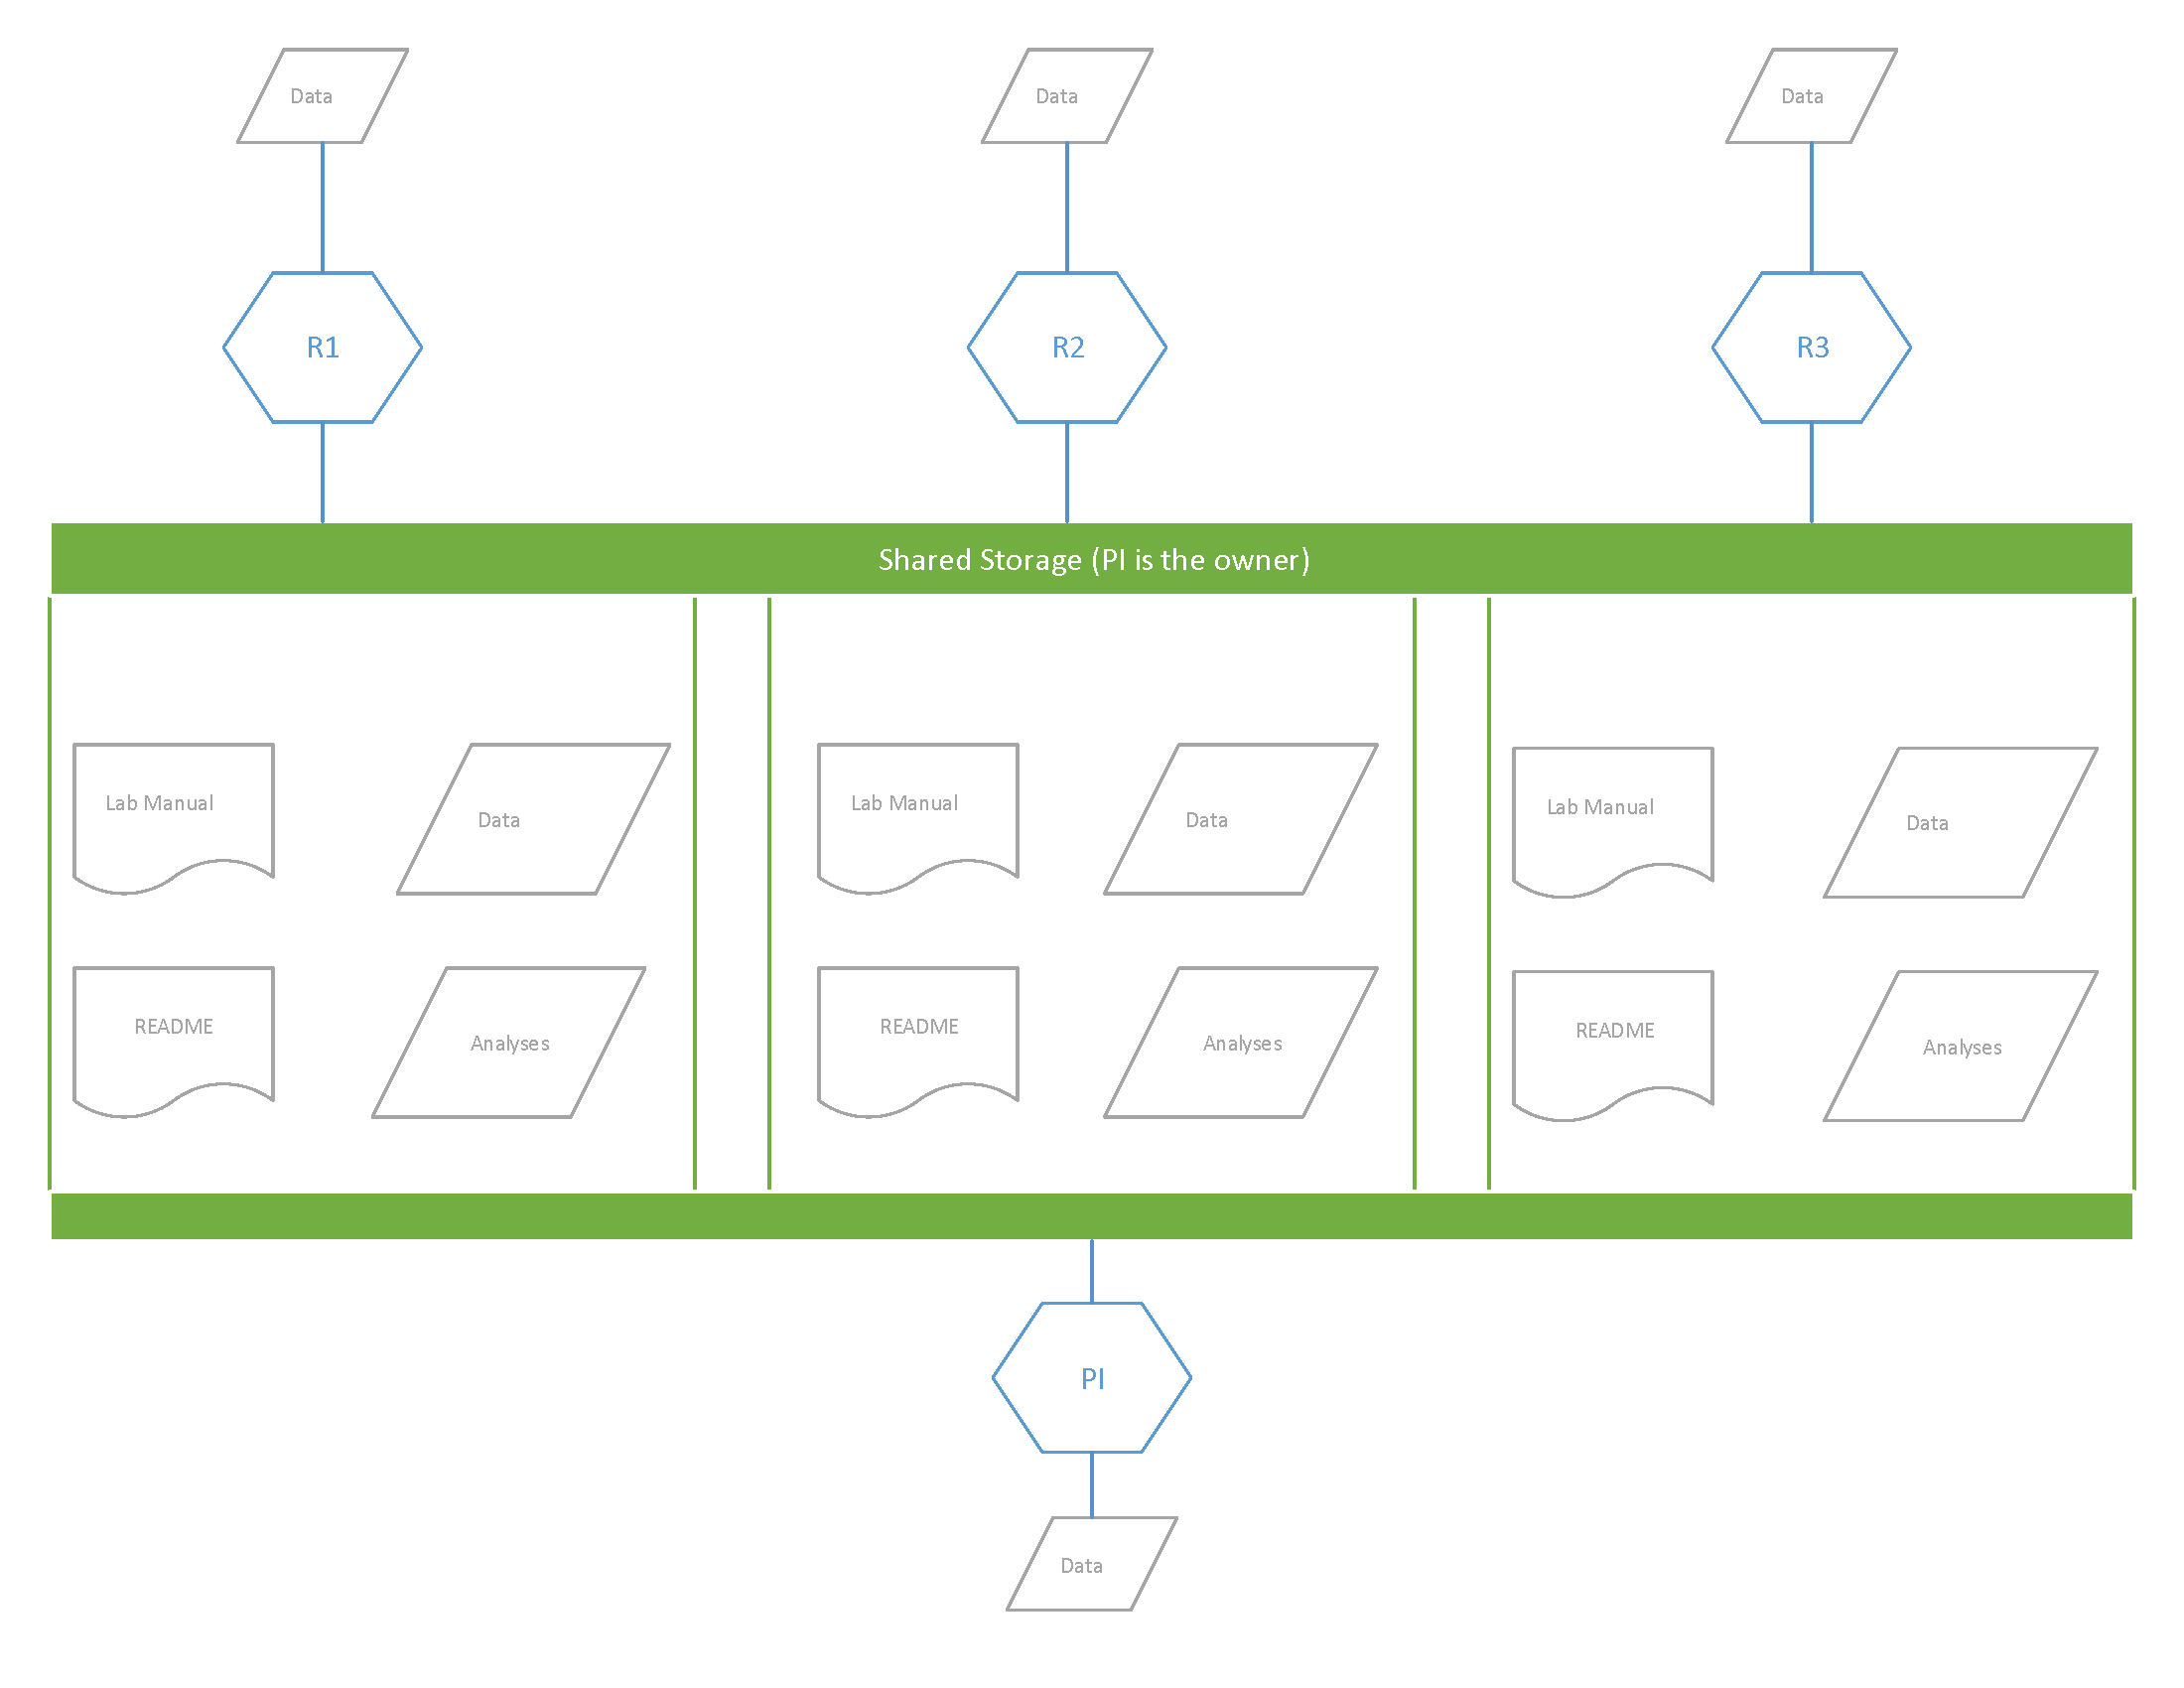 Data
Data
Data
R1
R2
R3
Shared Storage (PI is the owner)
Lab Manual
Data
Lab Manual
Data
Lab Manual
Data
README
Analyses
README
Analyses
README
Analyses
PI
Data